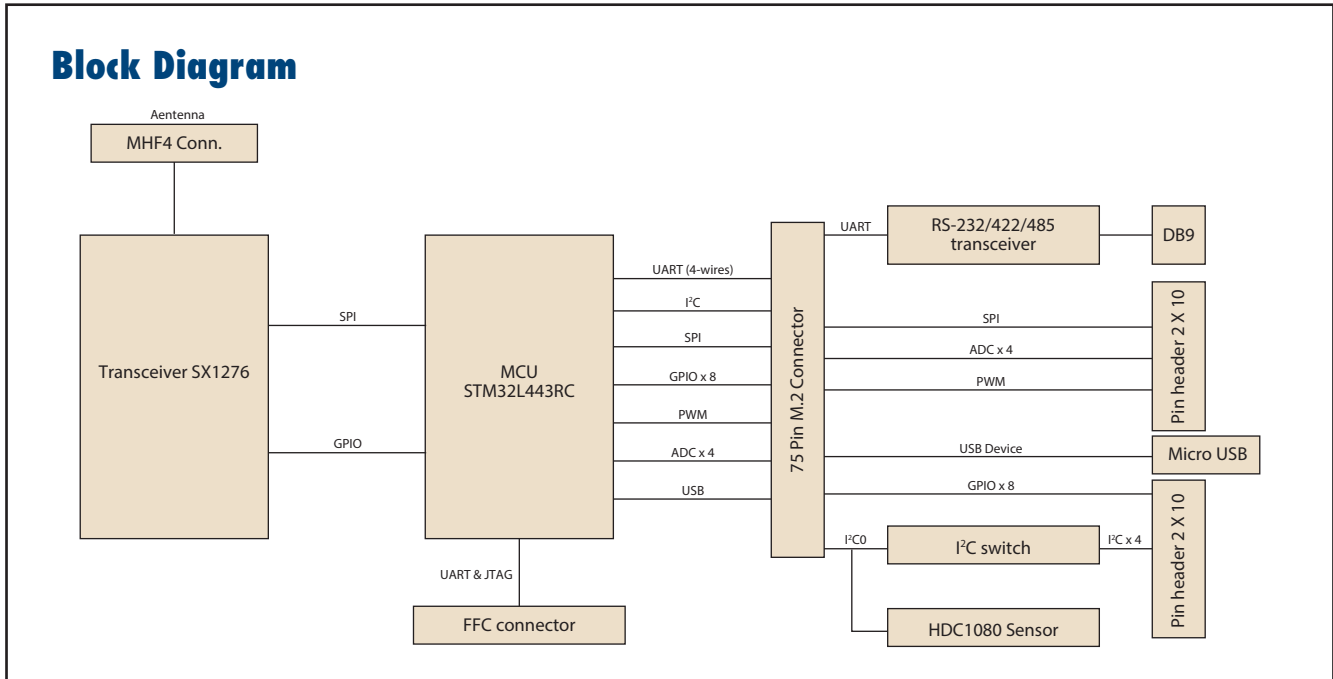 Block Diagram
Aentenna
MHF4 Conn.
Transceiver SX1276
SPI
GPIO
MCU
STM32L443RC
UART & JTAG
FFC connector
UART (4-wires)
I²C
SPI
GPIO x 8
PWM
ADC x 4
USB
75 Pin M.2 Connector
UART
RS-232/422/485
transceiver
DB9
SPI
ADC x 4
PWM
Pin header 2 X 10
USB Device
Micro USB
GPIO x 8
I²C0
I²C switch
I²C x 4
Pin header 2 X 10
HDC1080 Sensor